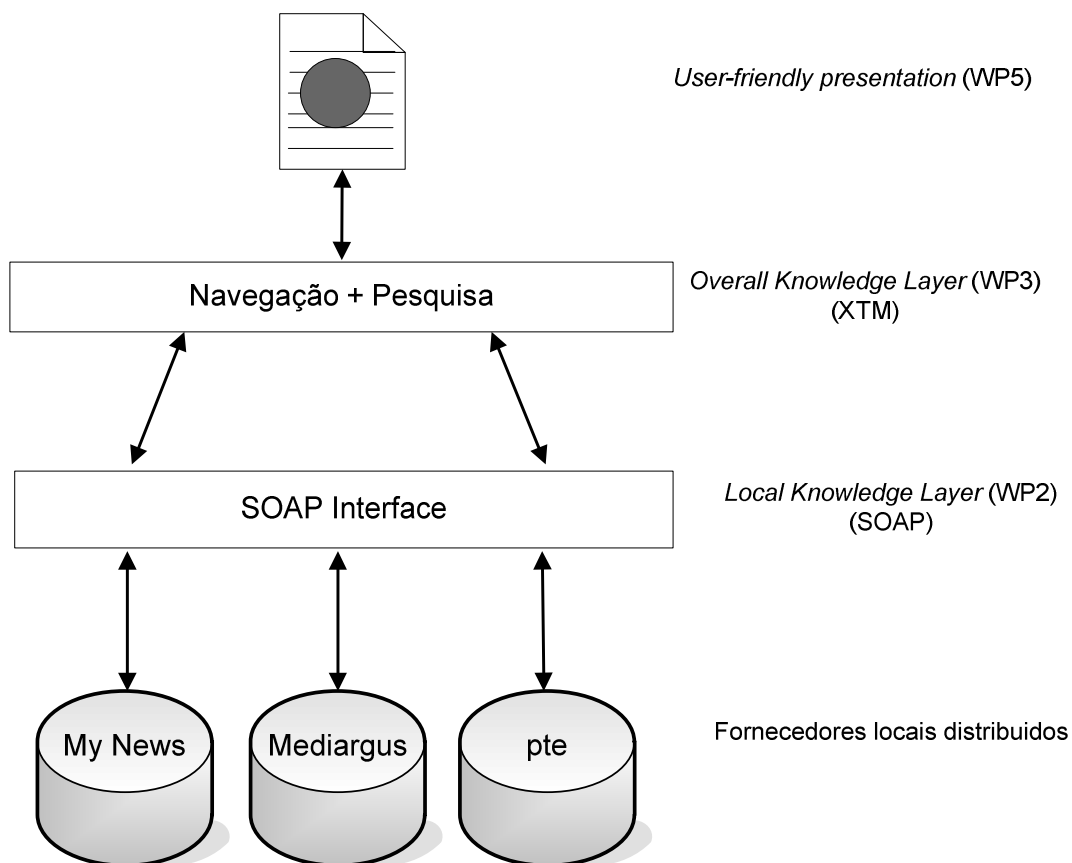 User-friendly presentation (WP5)
Navegação + Pesquisa
Overall Knowledge Layer (WP3)
(XTM)
SOAP Interface
Local Knowledge Layer (WP2)
(SOAP)
My News
Mediargus
pte
Fornecedores locais distribuidos